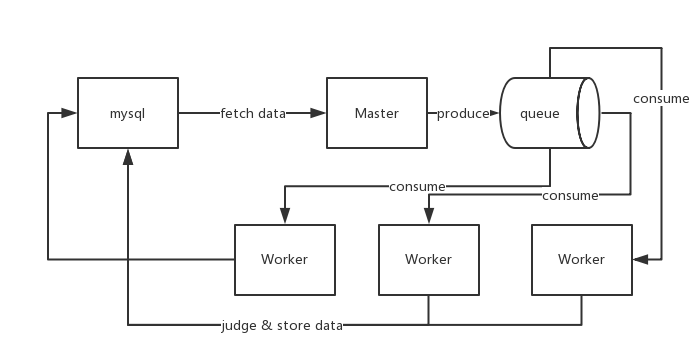 mysql
fetch data
Master
produce
queue
consume
consume
consume
Worker
Worker
Worker
judge & store data